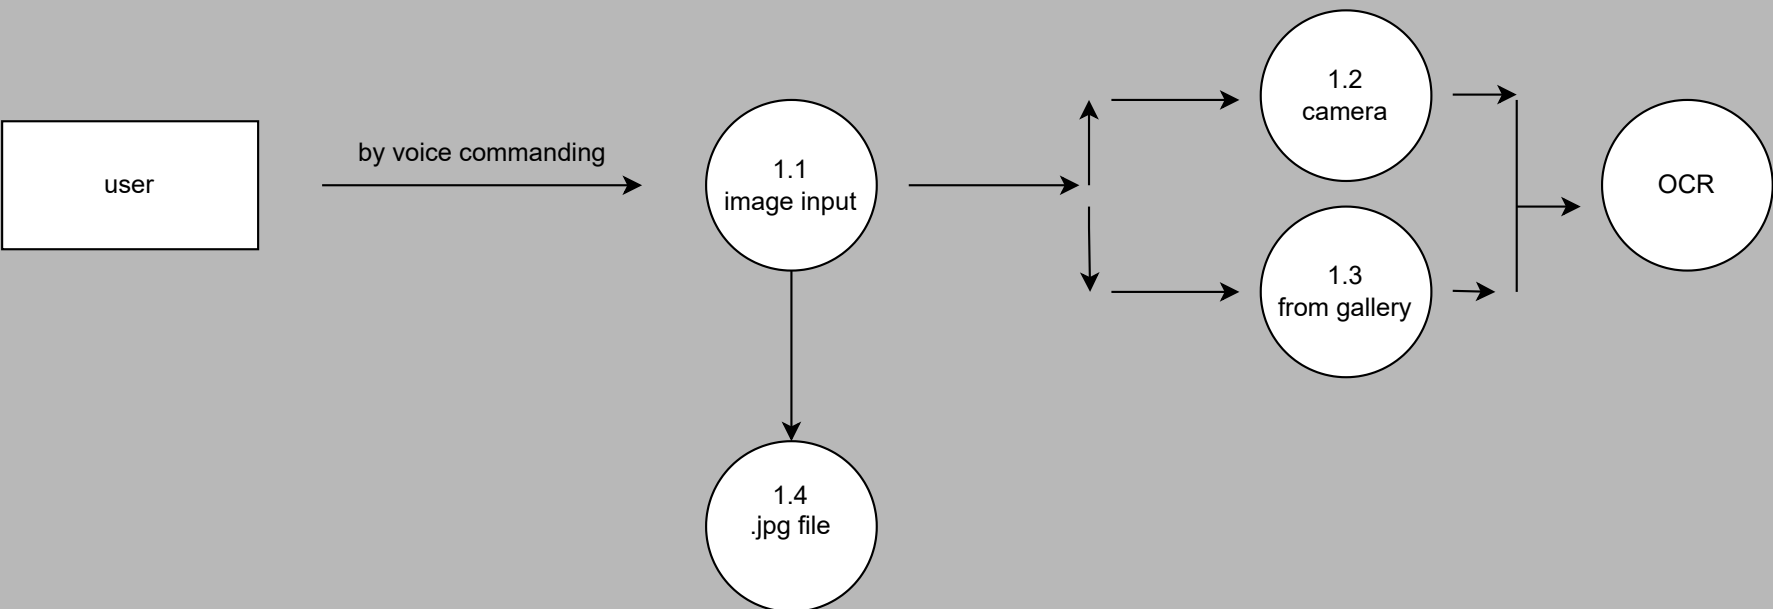 user
by voice commanding
1.1
image input
1.2
camera
1.3
from gallery
OCR
1.4
.jpg file